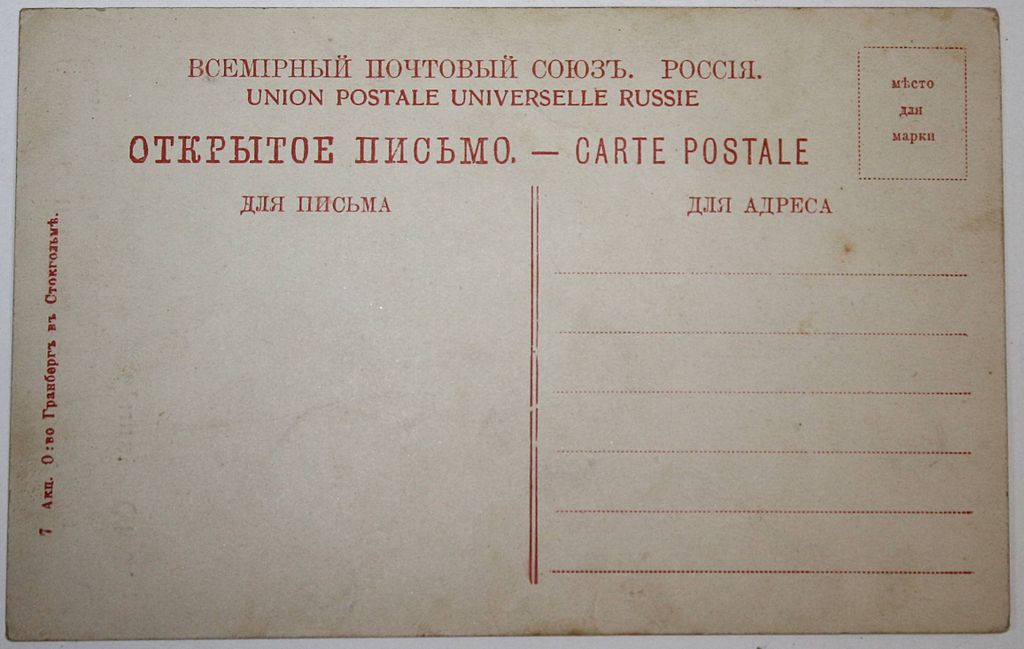 ВСЕМІРНЫЙ ПОЧТОВЫЙ СОЮЗЪ. РОССІЯ.
UNION POSTALE UNIVERSELLE RUSSIE
ОТКРЫТОЕ ПИСЬМО. — CARTE POSTALE
мѣсто
для
марки
ДЛЯ ПИСЬМА
ДЛЯ АДРЕСА
7 Акц. О:во Гранбергъ въ Стокгольмѣ.